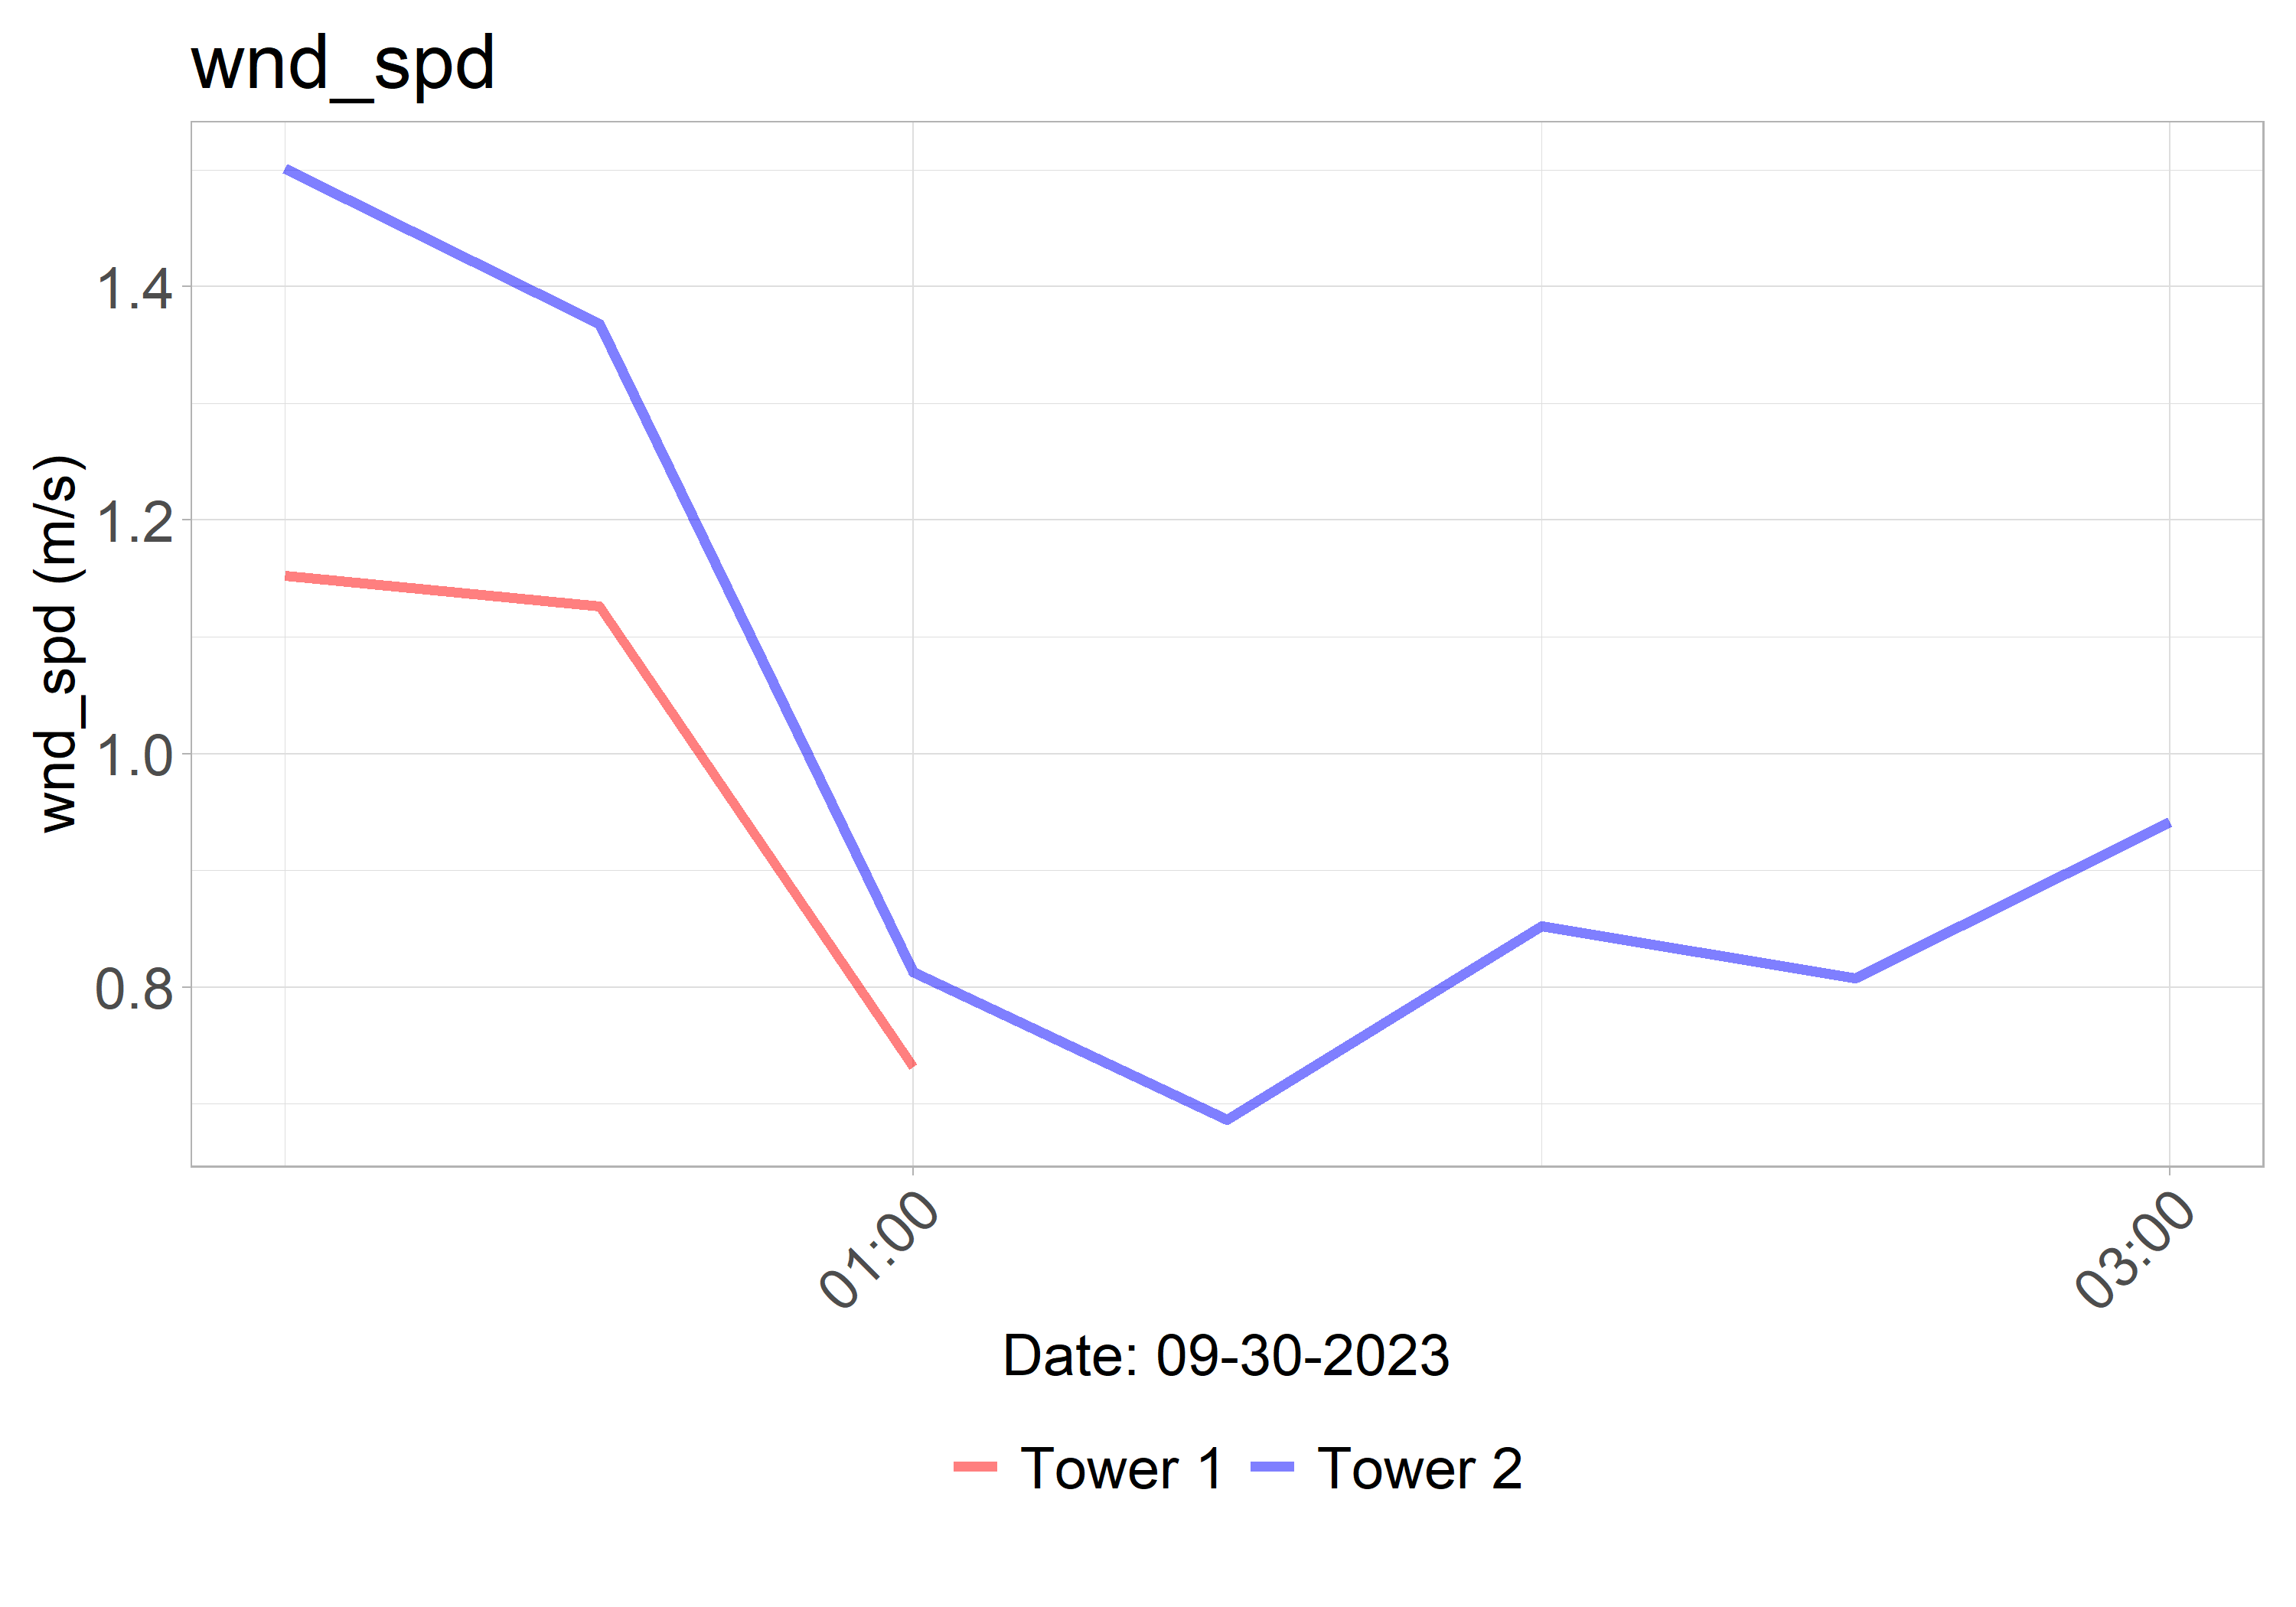 wnd_spd
wnd_spd (m/s)
1.4
1.2
1.0
0.8
01:00 03:00
Date: 09-30-2023
Tower 1 Tower 2